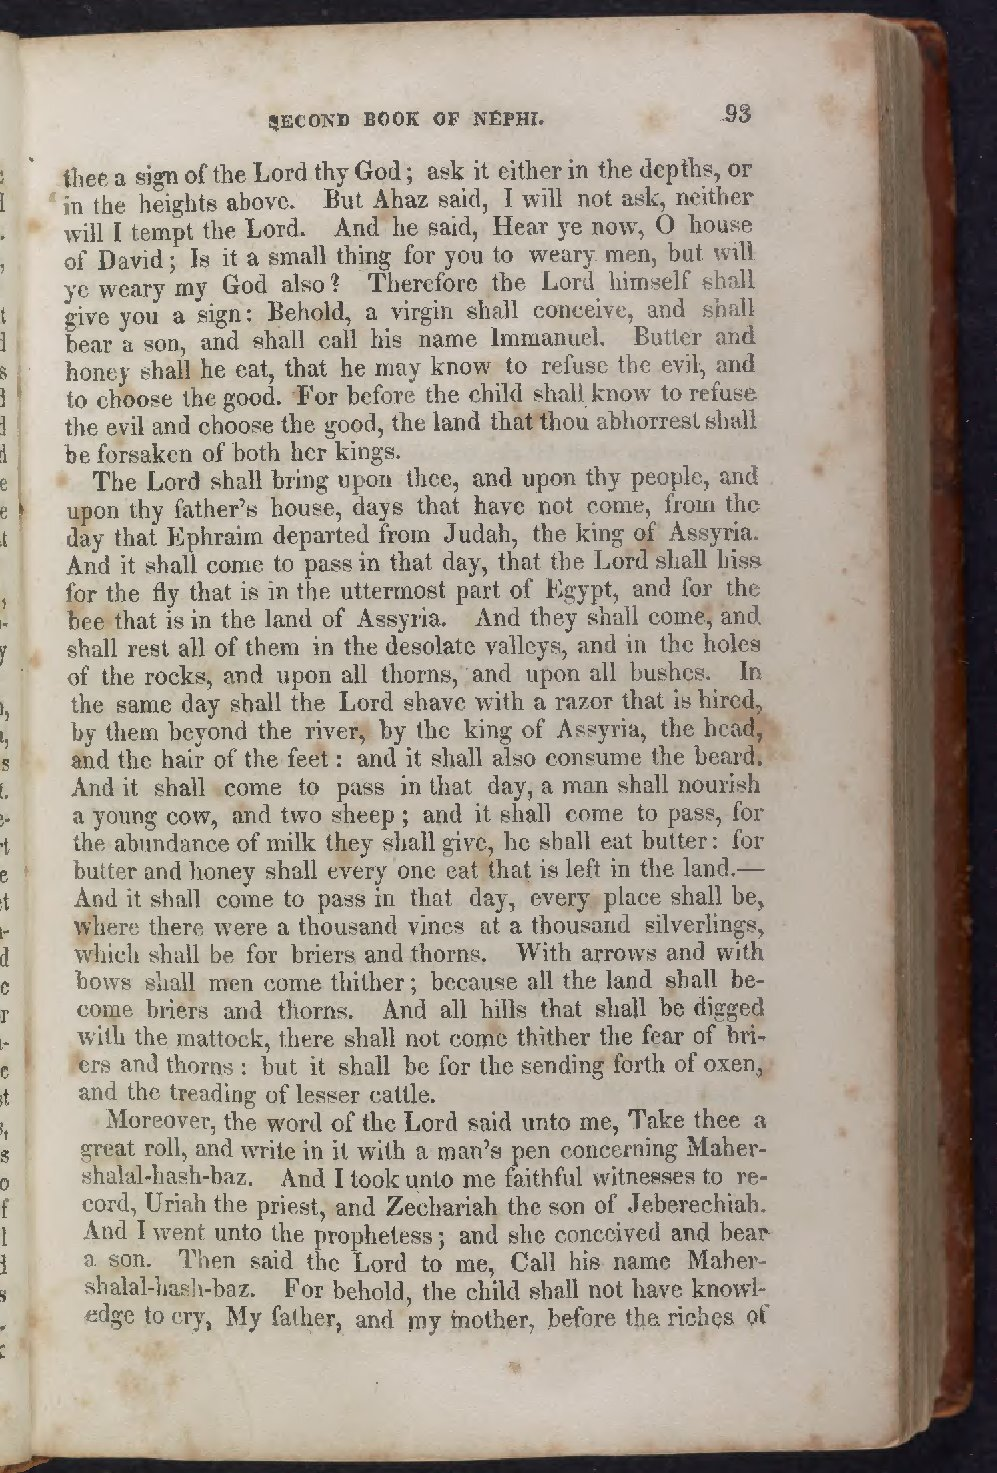 SECOND BOOK OF NEPHI. 93
thee a sign of the Lord thy God; ask it either in the depths, or
in the heights above. But Ahaz said, I will not ask, neither
will I tempt the Lord. And he said, Hear ye now, O house
of David; Is it a small thing for you to weary men, but will
ye weary my God also? Therefore the Lord himself shall
give you a sign: Behold, a virgin shall conceive, and shall
bear a son, and shall call his name Immanuel. Butter and
honey shall he eat, that he may know to refuse the evil, and
to choose the good. For before the child shall know to refuse
the evil and choose the good, the land that thou abhorrest shall
be forsaken of both her kings.
The Lord shall bring upon thee, and upon thy people, and
upon thy father's house, days that have not come, from the
day that Ephraim departed from Judah, the king of Assyria.
And it shall come to pass in that day, that the Lord shall hiss
for the fly that is in the uttermost part of Egypt, and for the
bee that is in the land of Assyria. And they shall come, and
shall rest all of them in the desolate valleys, and in the holes
of the rocks, and upon all thorns, and upon all bushes. In
the same day shall the Lord shave with a razor that is hired,
by them beyond the river, by the king of Assyria, the head,
and the hair of the feet: and it shall also consume the beard.
And it shall come to pass in that day, a man shall nourish
a young cow, and two sheep; and it shall come to pass, for
the abundance of milk they shall give, he shall eat butter: for
butter and honey shall every one eat that is left in the land.—
And it shall come to pass in that day, every place shall be,
where there were a thousand vines at a thousand silverlings,
which shall be for briers and thorns. With arrows and with
bows shall men come thither; because all the land shall be-
come briers and thorns. And all hills that shall be digged
with the mattock, there shall not come thither the fear of bri-
ers and thorns: but it shall be for the sending forth of oxen,
and the treading of lesser cattle.
Moreover, the word of the Lord said unto me, Take thee a
great roll, and write in it with a man's pen concerning Maher-
shalal-hash-baz. And I took unto me faithful witnesses to re-
cord, Uriah the priest, and Zechariah the son of Jeberechiah.
And I went unto the prophetess; and she conceived and bear
a son. Then said the Lord to me, Call his name Maher-
shalal-hash-baz. For behold, the child shall not have knowl-
edge to cry, My father, and my mother, before the riches of